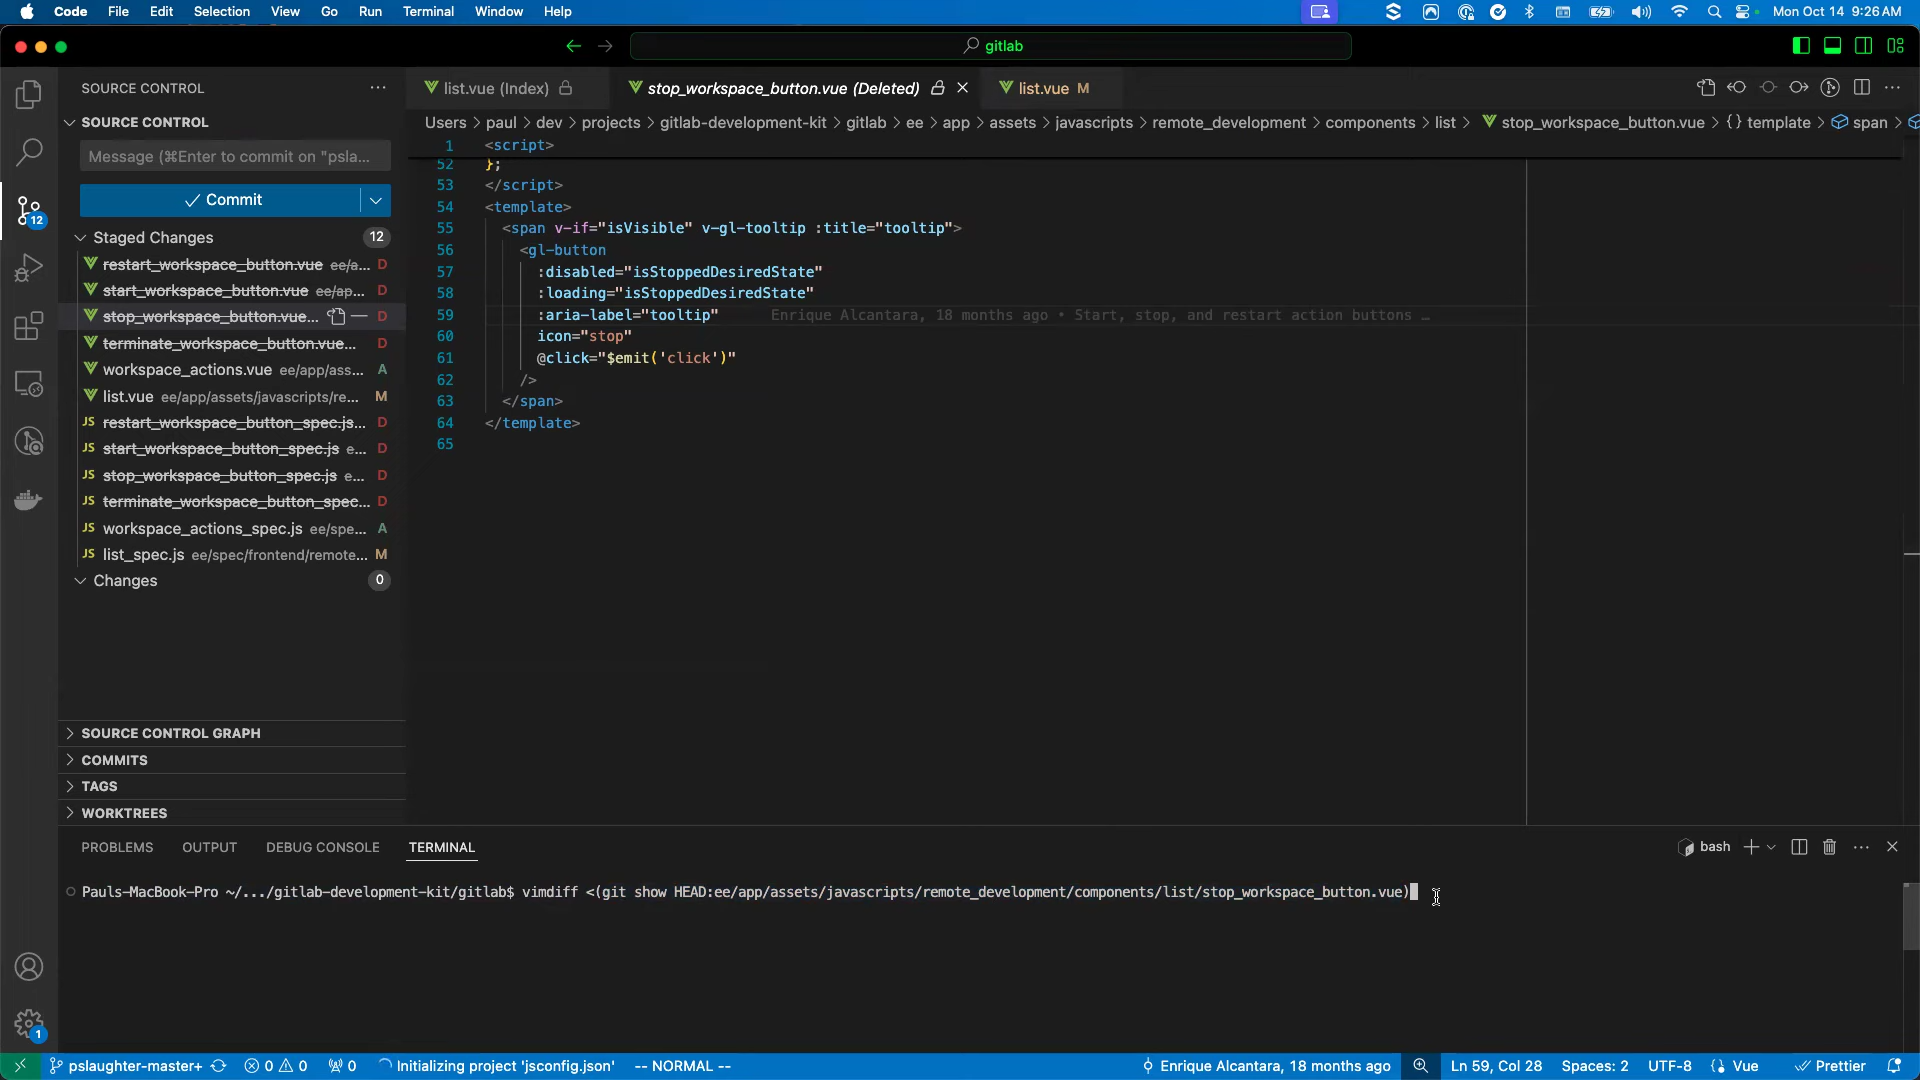 Code File Edit Selection View Go Run Terminal Window Help Mon Oct 14 9:26 AM
gitlab
SOURCE CONTROL
list.vue (Index)
stop_workspace_button.vue (Deleted)
list.vue M
SOURCE CONTROL
Users > paul > dev > projects > gitlab-development-kit > gitlab > ee > app > assets > javascripts > remote_development > components > list > stop_workspace_button.vue > {} template > span >
Message (⌘Enter to commit on "psla...
Commit
Staged Changes 12
restart_workspace_button.vue ee/a... D
start_workspace_button.vue ee/ap... D
stop_workspace_button.vue... D
terminate_workspace_button.vue... D
workspace_actions.vue ee/app/ass... A
list.vue ee/app/assets/javascripts/re... M
JS restart_workspace_button_spec.js... D
JS start_workspace_button_spec.js e... D
JS stop_workspace_button_spec.js e... D
JS terminate_workspace_button_spec... D
JS workspace_actions_spec.js ee/spe... A
JS list_spec.js ee/spec/frontend/remote... M
Changes 0
12
SOURCE CONTROL GRAPH
COMMITS
TAGS
WORKTREES
1
1 <script>
52 };
53 </script>
54 <template>
55 <span v-if="isVisible" v-gl-tooltip :title="tooltip">
56 <gl-button
57 :disabled="isStoppedDesiredState"
58 :loading="isStoppedDesiredState"
59 :aria-label="tooltip" Enrique Alcantara, 18 months ago • Start, stop, and restart action buttons …
60 icon="stop"
61 @click="$emit('click')"
62 />
63 </span>
64 </template>
65
PROBLEMS OUTPUT DEBUG CONSOLE TERMINAL
bash
Pauls-MacBook-Pro ~/.../gitlab-development-kit/gitlab$ vimdiff <(git show HEAD:ee/app/assets/javascripts/remote_development/components/list/stop_workspace_button.vue)
pslaughter-master+ 0 0 0 Initializing project 'jsconfig.json' -- NORMAL -- Enrique Alcantara, 18 months ago Ln 59, Col 28 Spaces: 2 UTF-8 {} Vue Prettier